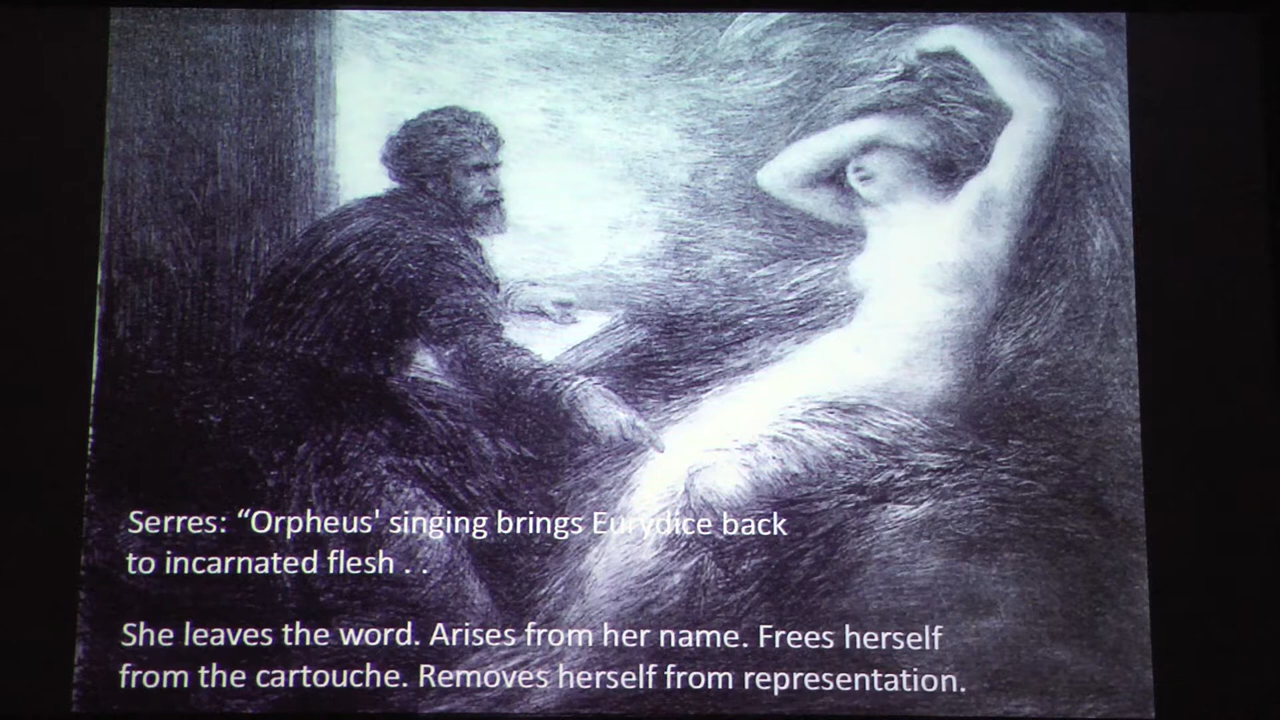 Serres: “Orpheus' singing brings Eurydice back
to incarnated flesh . .
She leaves the word. Arises from her name. Frees herself
from the cartouche. Removes herself from representation.